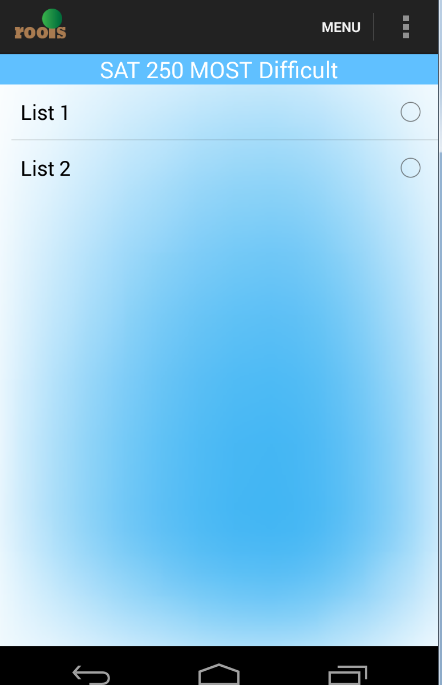 roots
MENU
SAT 250 MOST Difficult
List 1
List 2